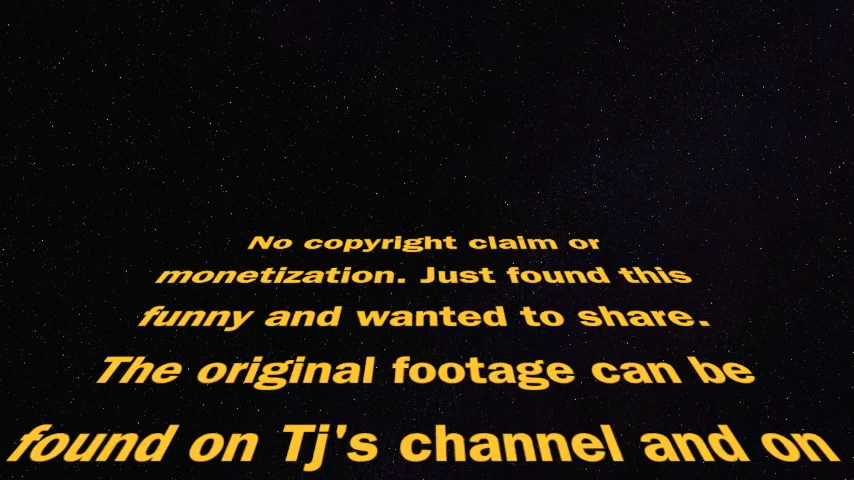 No copyright claim or
monetization. Just found this
funny and wanted to share.
The original footage can be
found on Tj's channel and on